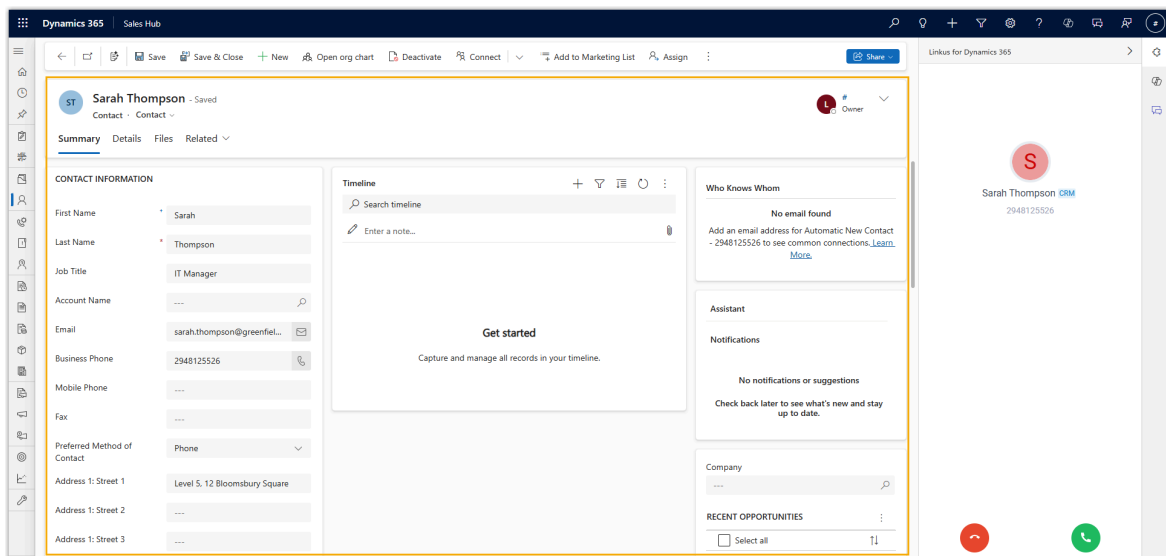 Dynamics 365 Sales Hub
Save Save & Close New Open org chart Deactivate Connect Add to Marketing List Assign Share
Linkus for Dynamics 365
ST
Sarah Thompson - Saved
Contact · Contact
L
#
Owner
Summary Details Files Related
CONTACT INFORMATION
First Name * Sarah
Last Name * Thompson
Job Title IT Manager
Account Name ---
Email sarah.thompson@greenfiel...
Business Phone 2948125526
Mobile Phone ---
Fax ---
Preferred Method of
Contact
Phone
Address 1: Street 1 Level 5, 12 Bloomsbury Square
Address 1: Street 2 ---
Address 1: Street 3 ---
Timeline
Search timeline
Enter a note...
Get started
Capture and manage all records in your timeline.
Who Knows Whom
No email found
Add an email address for Automatic New Contact
- 2948125526 to see common connections. Learn
More.
Assistant
Notifications
No notifications or suggestions
Check back later to see what's new and stay
up to date.
Company
---
RECENT OPPORTUNITIES
Select all
S
Sarah Thompson CRM
2948125526